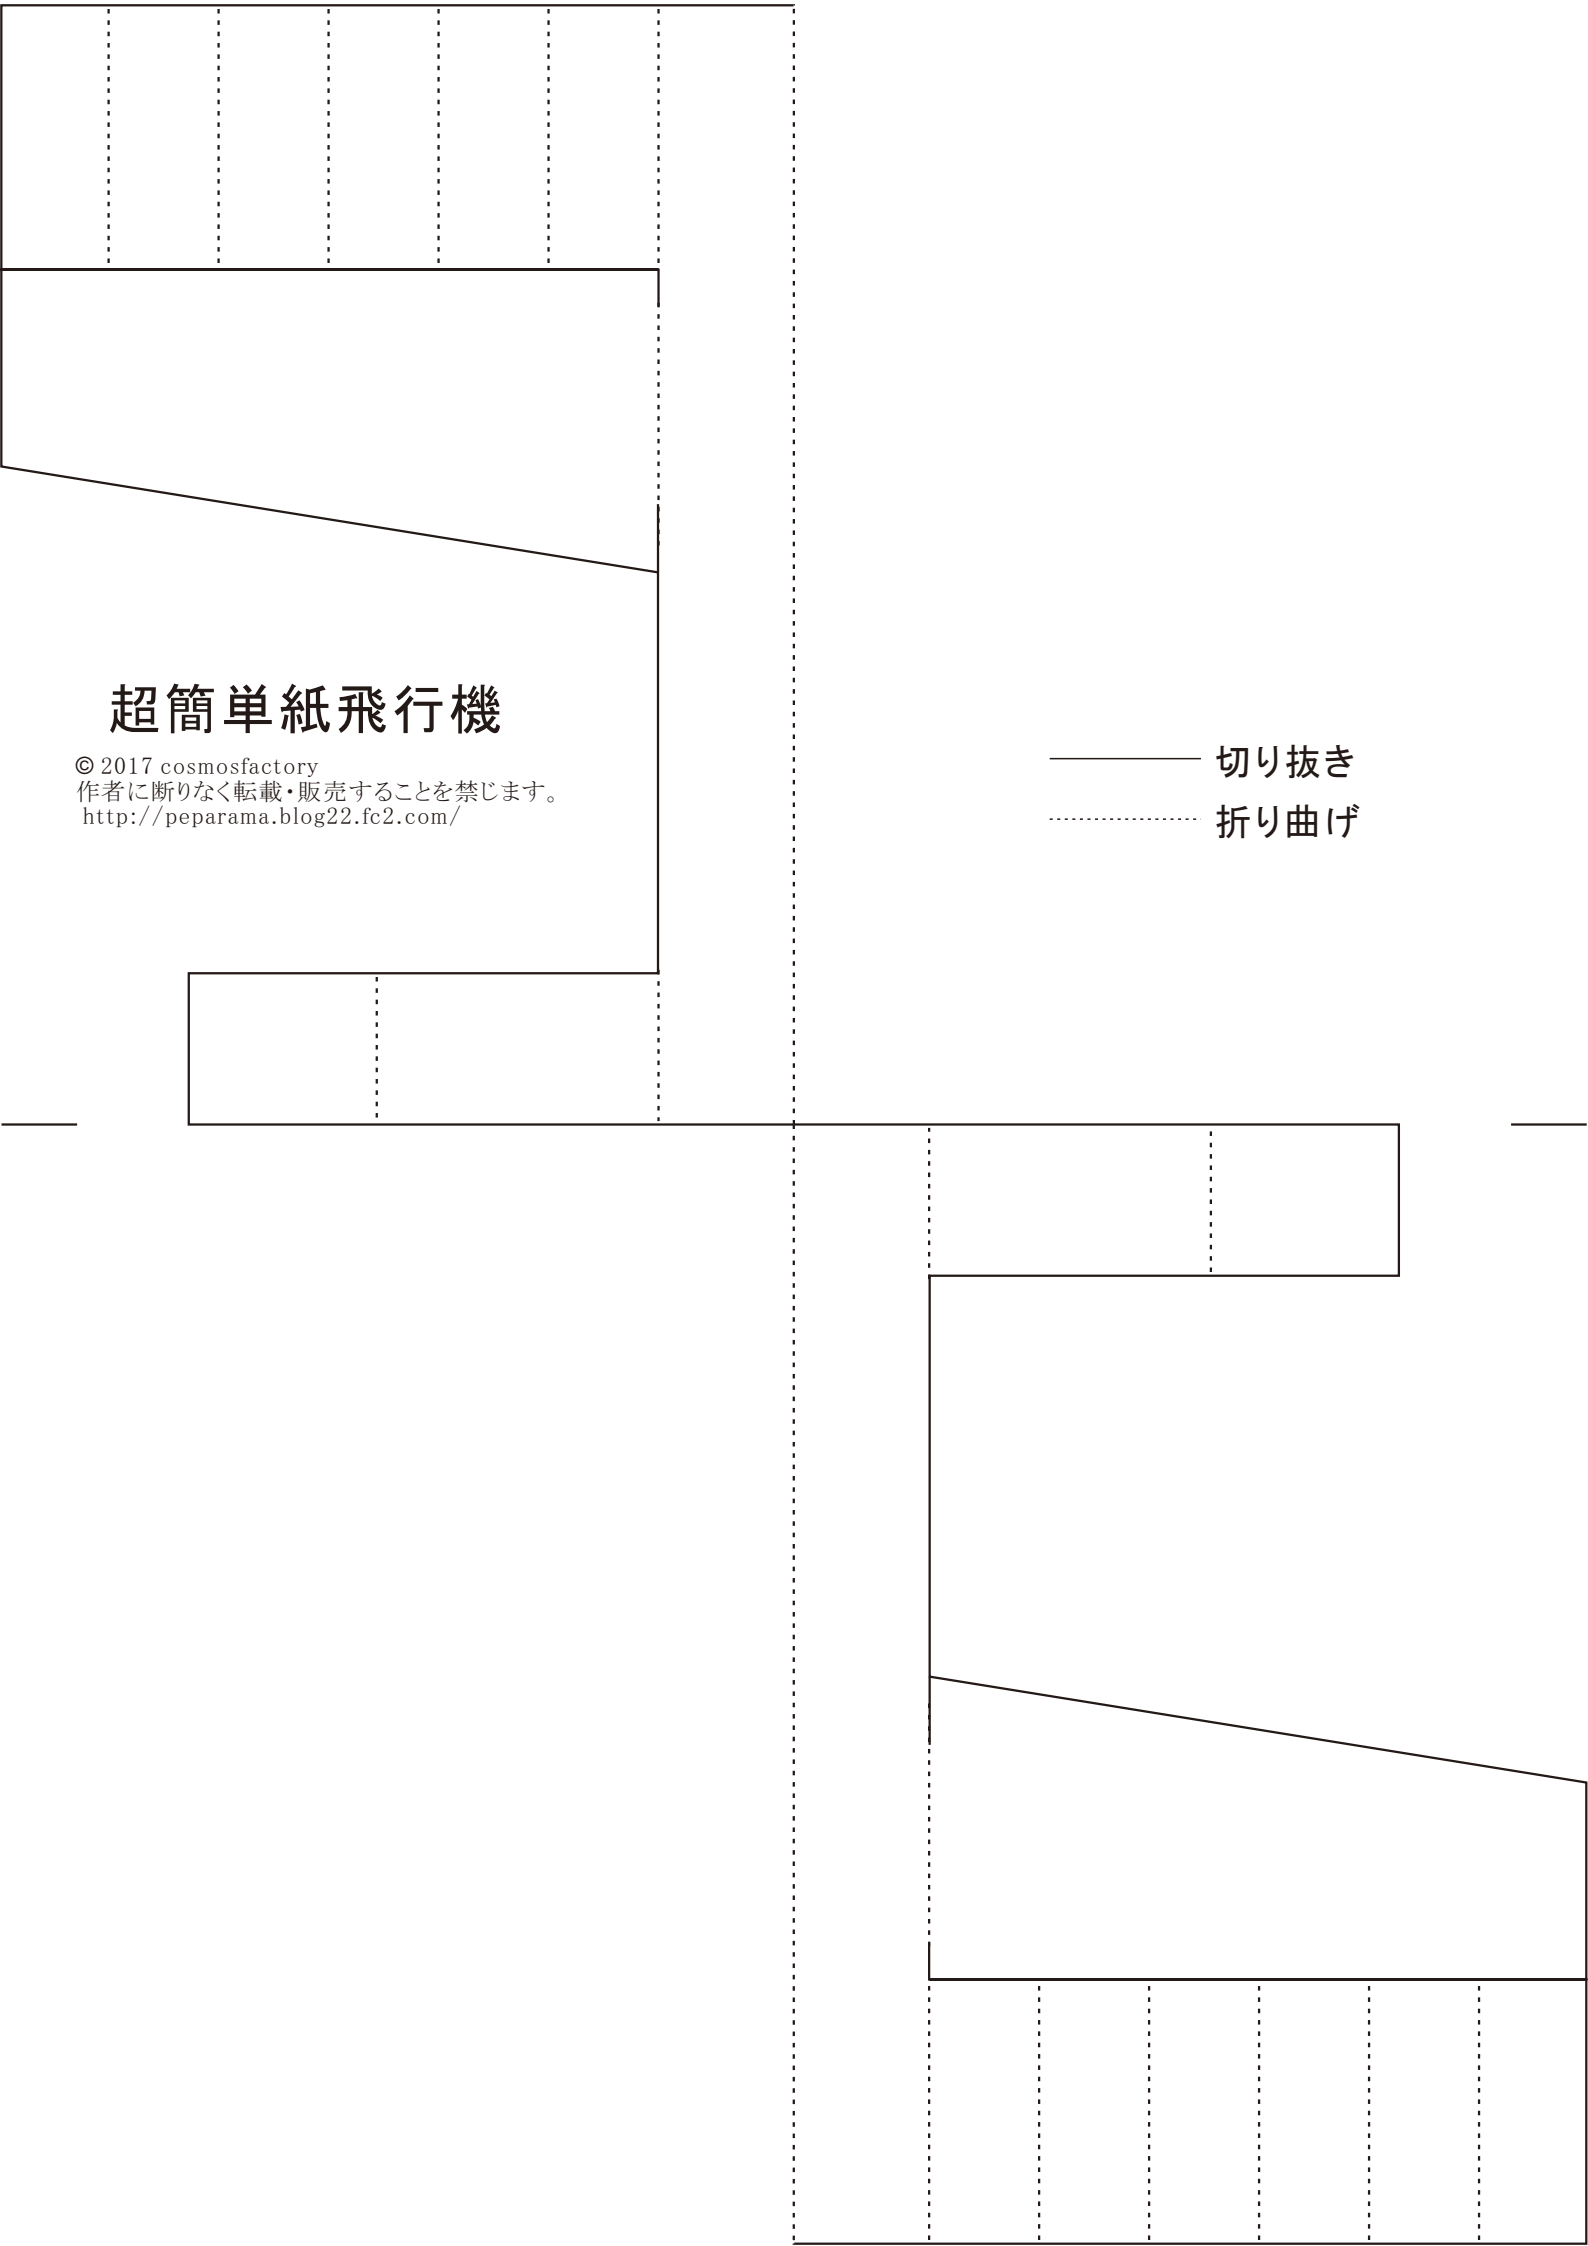 超簡単紙飛行機
© 2017 cosmosfactory
作者に断りなく転載・販売することを禁じます。
http://peparama.blog22.fc2.com/
切り抜き
折り曲げ